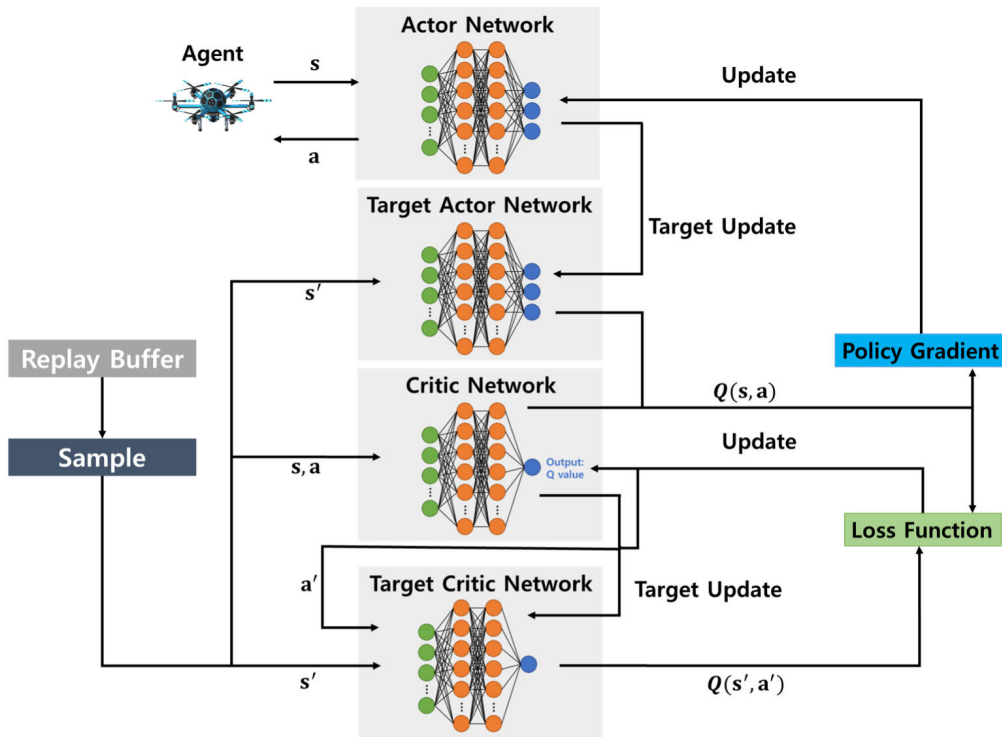 Actor Network
Agent
s
a
Update
Target Actor Network
Target Update
s′
Replay Buffer
Policy Gradient
Critic Network
Q(s, a)
Sample
s, a
Output:
Q value
Update
Loss Function
a′
Target Critic Network
Target Update
s′
Q(s′, a′)